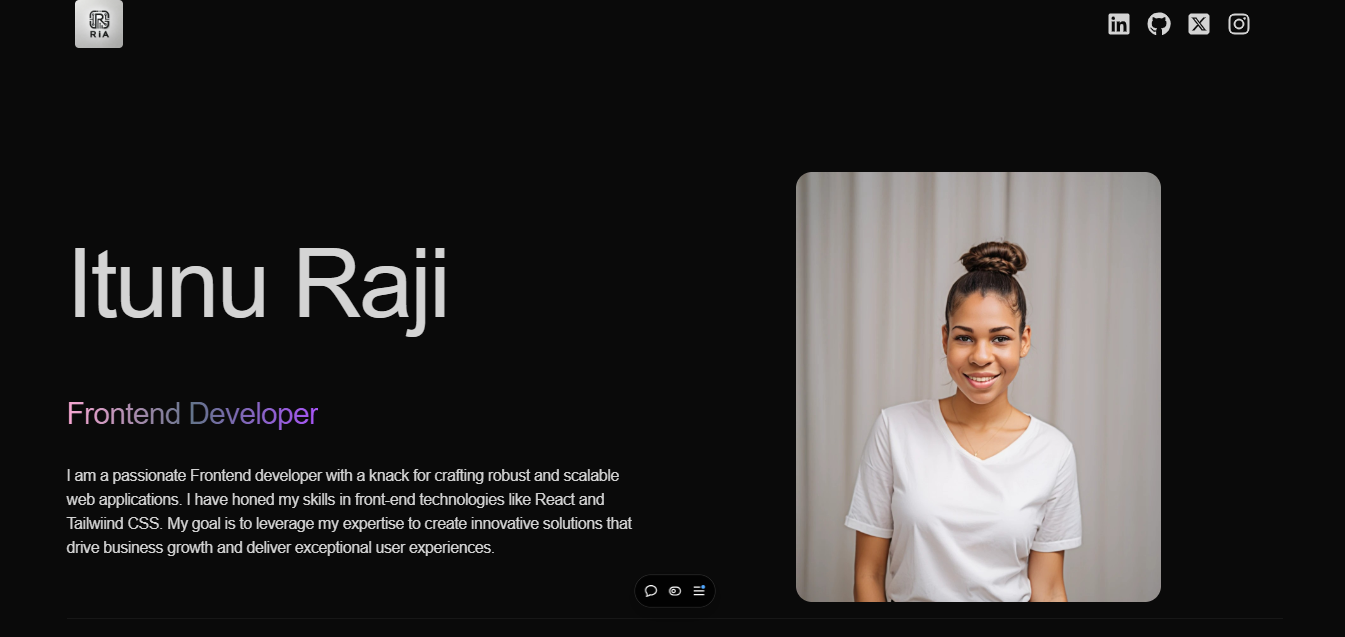 RiA
Itunu Raji
Frontend Developer
I am a passionate Frontend developer with a knack for crafting robust and scalable
web applications. I have honed my skills in front-end technologies like React and
Tailwiind CSS. My goal is to leverage my expertise to create innovative solutions that
drive business growth and deliver exceptional user experiences.